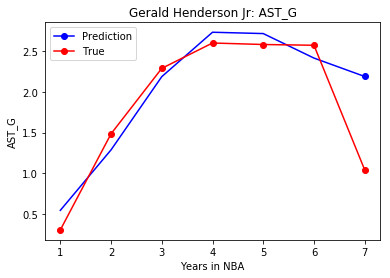 Gerald Henderson Jr: AST_G
Prediction
True
AST_G
2.5
2.0
1.5
1.0
0.5
1 2 3 4 5 6 7
Years in NBA